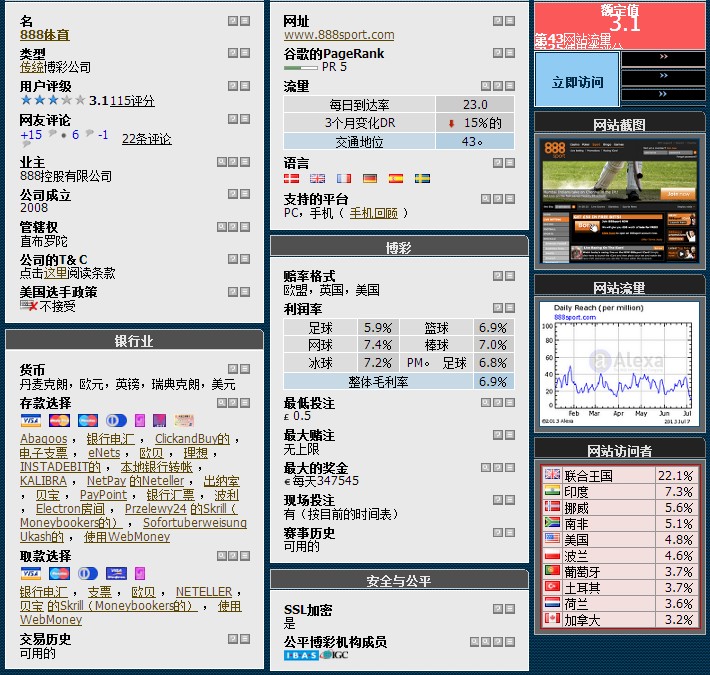 名
888体育
类型
传统博彩公司
用户评级
3.1 115评分
网友评论
+15 6 -1 22条评论
业主
888控股有限公司
公司成立
2008
管辖权
直布罗陀
公司的T& C
点击这里阅读条款
美国选手政策
不接受
银行业
货币
丹麦克朗，欧元，英镑，瑞典克朗，美元
存款选择
Abaqoos ， 银行电汇 ， ClickandBuy的 ，
电子支票 ， eNets ， 欧贝 ， 理想 ，
INSTADEBIT的 ， 本地银行转帐 ，
KALIBRA ， NetPay 的Neteller ， 出纳室
， 贝宝 ， PayPoint ， 银行汇票 ， 波利
， Electron房间 ， Przelewy24 的Skrill（
Moneybookers的） ， Sofortuberweisung
Ukash的 ， 使用WebMoney
取款选择
银行电汇 ， 支票 ， 欧贝 ， NETELLER ，
贝宝 的Skrill（Moneybookers的） ， 使用
WebMoney
交易历史
可用的
网址
www.888sport.com
谷歌的PageRank
PR 5
流量
每日到达率 23.0
3个月变化DR 15%的
交通地位 43。
语言
支持的平台
PC，手机（ 手机回顾 ）
博彩
赔率格式
欧盟，英国，美国
利润率
足球 5.9% 篮球 6.9%
网球 7.4% 棒球 7.0%
冰球 7.2% PM。 足球 6.8%
整体毛利率 6.9%
最低投注
£ 0.5
最大赌注
无上限
最大的奖金
€每天347545
现场投注
有（按目前的时间表）
赛事历史
可用的
安全与公平
SSL加密
是
公平博彩机构成员
IBAS IGC
额定值
3.1
第43网站流量
立即访问
网站截图
888
sport
Join now
网站流量
Daily Reach (per million)
888sport.com
100
80
60
40
20
0
Alexa
Feb Mar Apr May Jun Jul
©2013 Alexa 2013 Jul 7
网站访问者
联合王国 22.1%
印度 7.3%
挪威 5.6%
南非 5.1%
美国 4.8%
波兰 4.6%
葡萄牙 3.7%
土耳其 3.7%
荷兰 3.6%
加拿大 3.2%